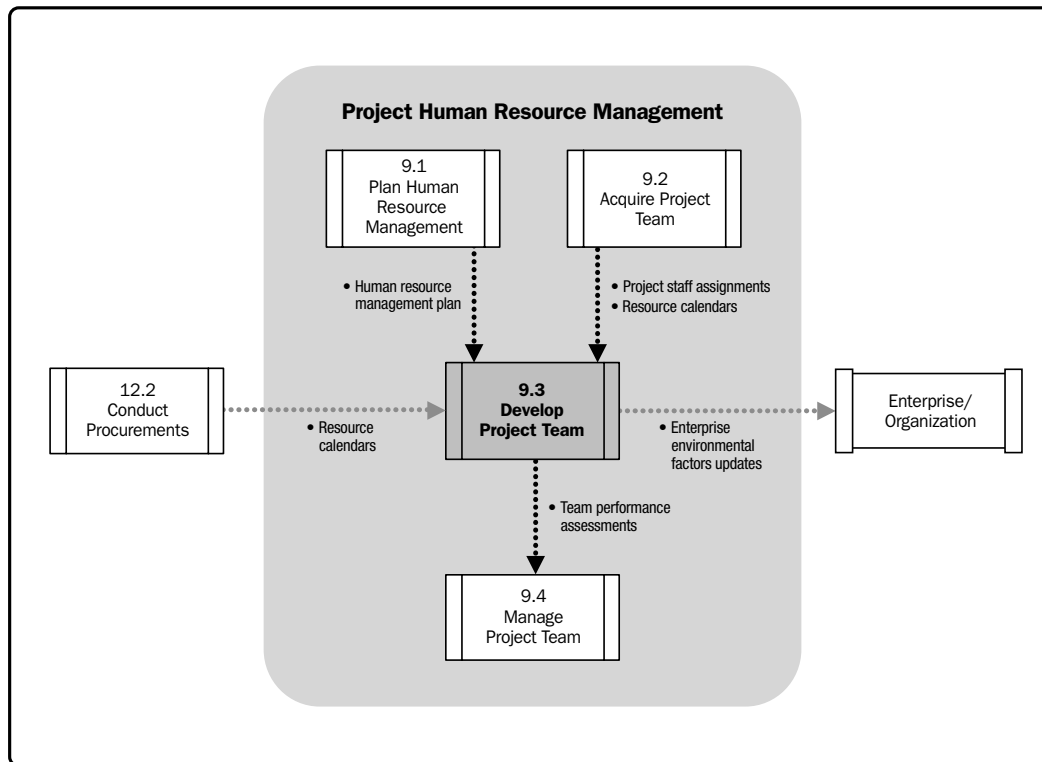 Project Human Resource Management
9.1
Plan Human
Resource
Management
9.2
Acquire Project
Team
• Human resource
management plan
• Project staff assignments
• Resource calendars
12.2
Conduct
Procurements
• Resource
calendars
9.3
Develop
Project Team
• Enterprise
environmental
factors updates
Enterprise/
Organization
• Team performance
assessments
9.4
Manage
Project Team